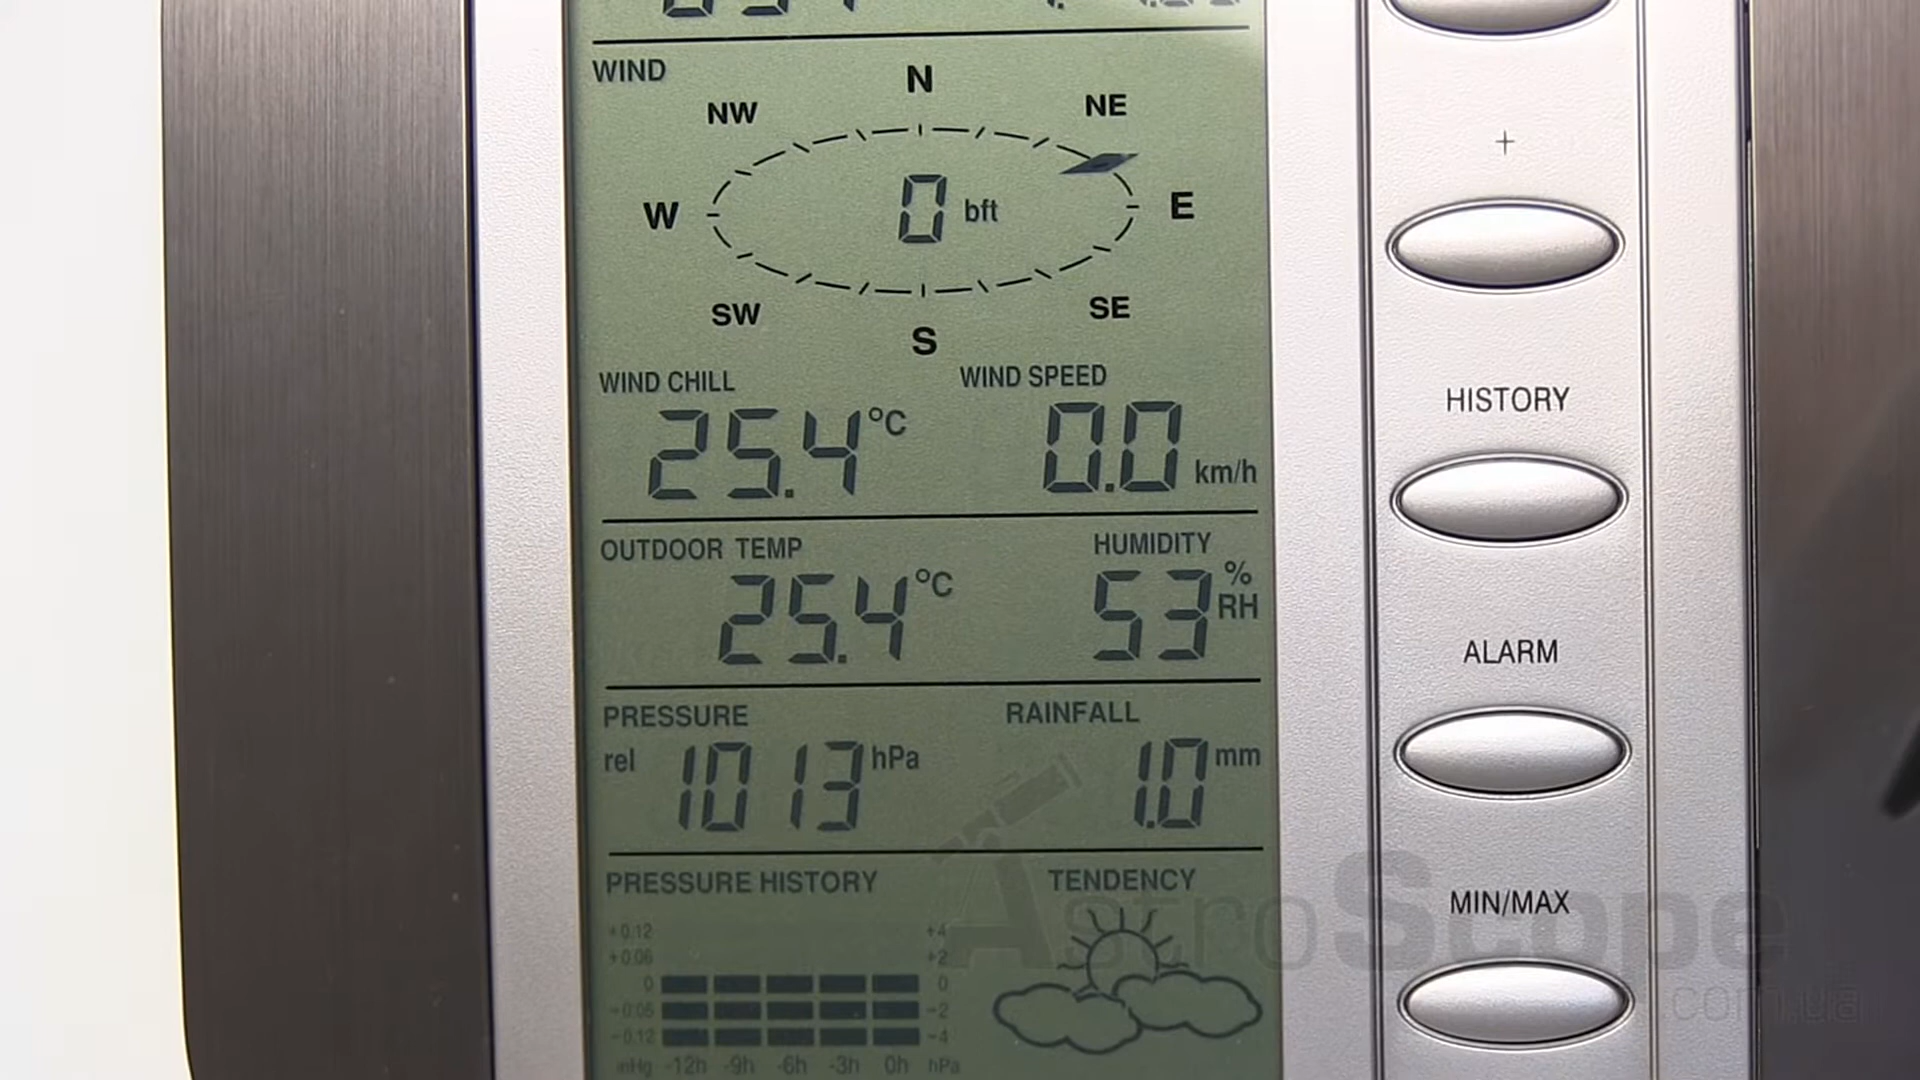 WIND
N
NW NE
+
W 0 bft E
SW SE
S
WIND CHILL WIND SPEED
25.4 °C 0.0 km/h
HISTORY
OUTDOOR TEMP HUMIDITY
25.4 °C 53 % RH
ALARM
PRESSURE RAINFALL
rel 1013 hPa 1.0 mm
PRESSURE HISTORY TENDENCY
MIN/MAX
+0.12 +4
+0.06 +2
0 0
-0.05 -2
-0.12 -4
inHg -12h -9h -6h -3h 0h hPa
AstroScope
.com.ua